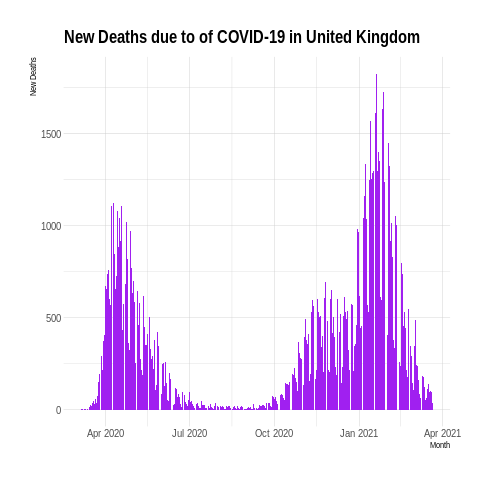 New Deaths due to of COVID-19 in United Kingdom
New Deaths
1500
1000
500
0
Apr 2020
Jul 2020
Oct 2020
Jan 2021
Apr 2021
Month